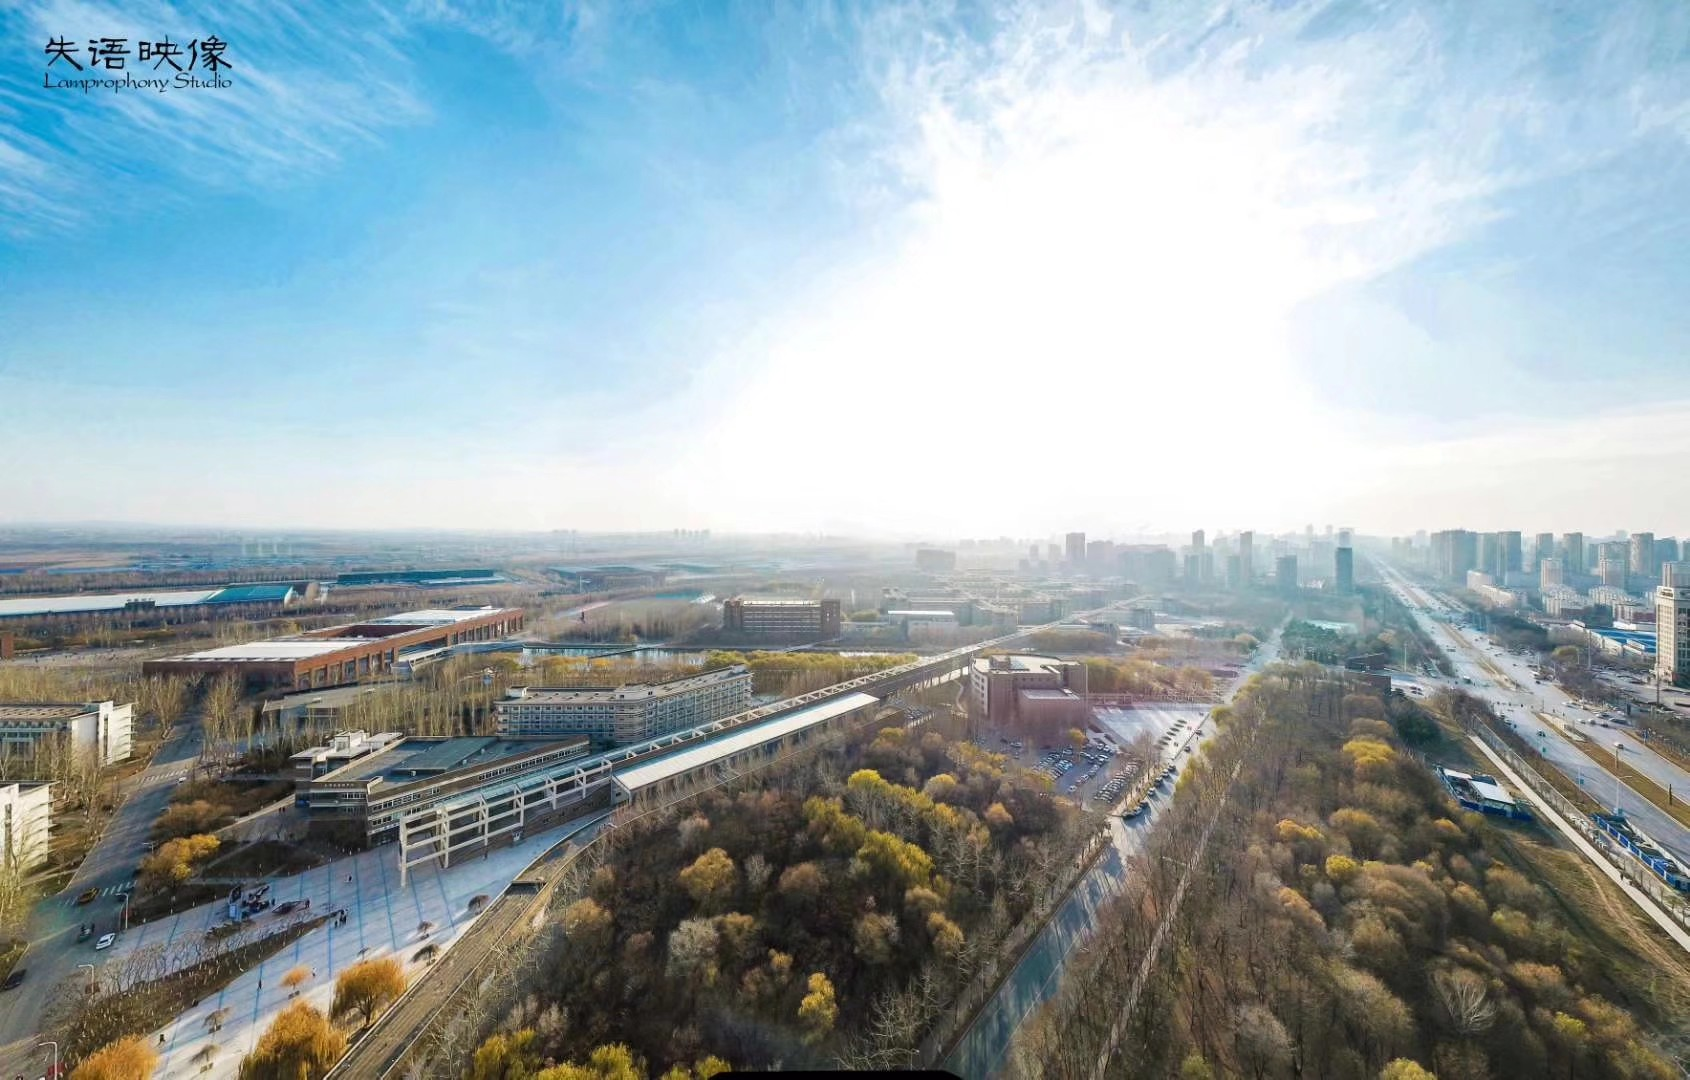 失语映像
Lamprophony Studio